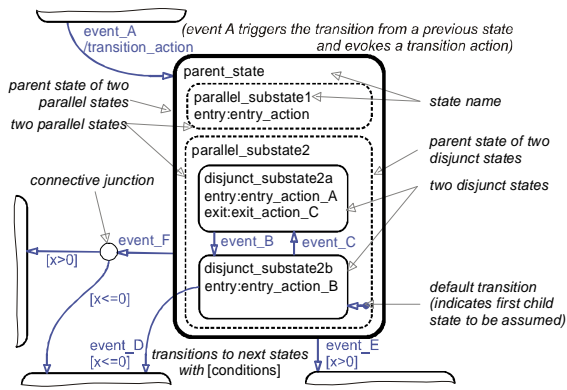 event_A
/transition_action
(event A triggers the transition from a previous state
and evokes a transition action)
parent_state
parent state of two
parallel states
parallel_substate1
entry:entry_action
state name
two parallel states
parallel_substate2
parent state of two
disjunct states
connective junction
disjunct_substate2a
entry:entry_action_A
exit:exit_action_C
two disjunct states
event_F
event_B
event_C
[x>0]
disjunct_substate2b
entry:entry_action_B
[x<=0]
default transition
(indicates first child
state to be assumed)
event_D
[x<=0]
transitions to next states
with [conditions]
event_E
[x>0]